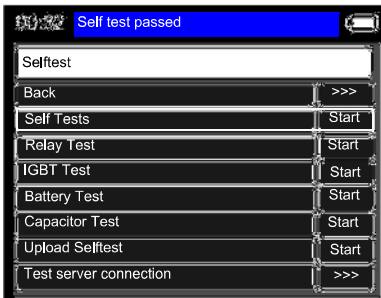 Self test passed
Selftest
Back >>>
Self Tests Start
Relay Test Start
IGBT Test Start
Battery Test Start
Capacitor Test Start
Upload Selftest Start
Test server connection >>>